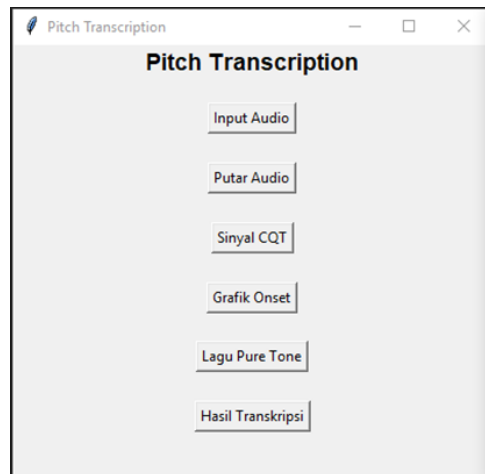 Pitch Transcription
Pitch Transcription
Input Audio
Putar Audio
Sinyal CQT
Grafik Onset
Lagu Pure Tone
Hasil Transkripsi